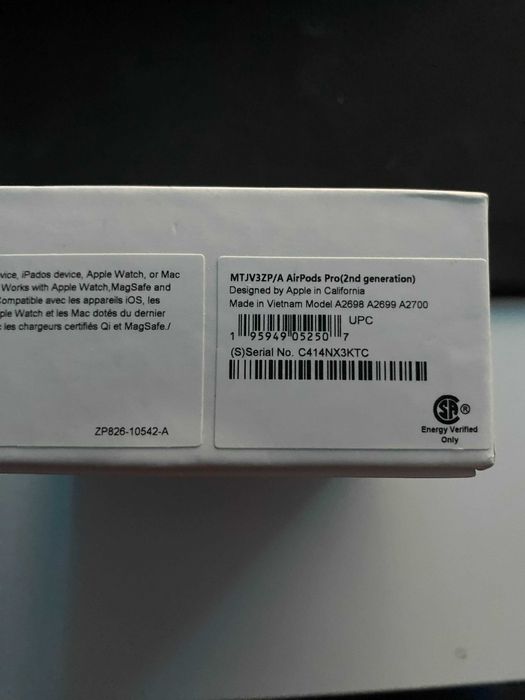 vice, iPados device, Apple Watch, or Mac
Works with Apple Watch,MagSafe and
Compatible avec les appareils iOS, les
ple Watch et les Mac dotés du dernier
les chargeurs certifiés Qi et MagSafe./
ZP826-10542-A
MTJV3ZP/A AirPods Pro(2nd generation)
Designed by Apple in California
Made in Vietnam Model A2698 A2699 A2700
UPC
1 95949 05250 7
(S)Serial No. C414NX3KTC
SA ®
Energy Verified
Only